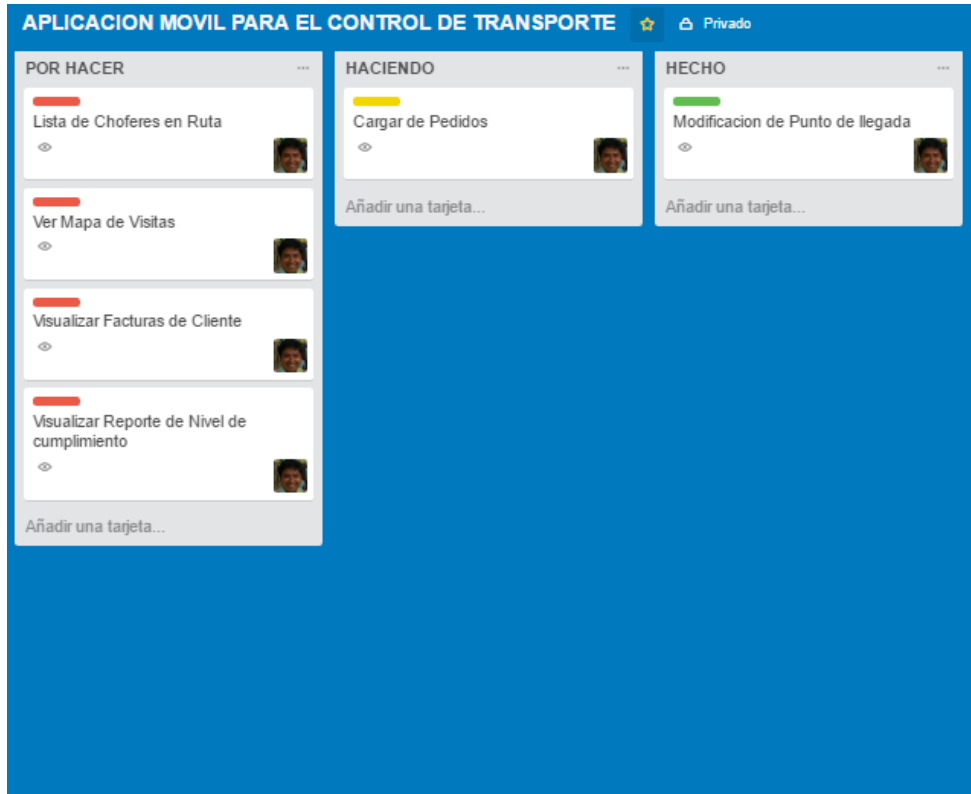 APLICACION MOVIL PARA EL CONTROL DE TRANSPORTE Privado
POR HACER
Lista de Choferes en Ruta
Ver Mapa de Visitas
Visualizar Facturas de Cliente
Visualizar Reporte de Nivel de
cumplimiento
Añadir una tarjeta...
HACIENDO
Cargar de Pedidos
Añadir una tarjeta...
HECHO
Modificacion de Punto de llegada
Añadir una tarjeta...